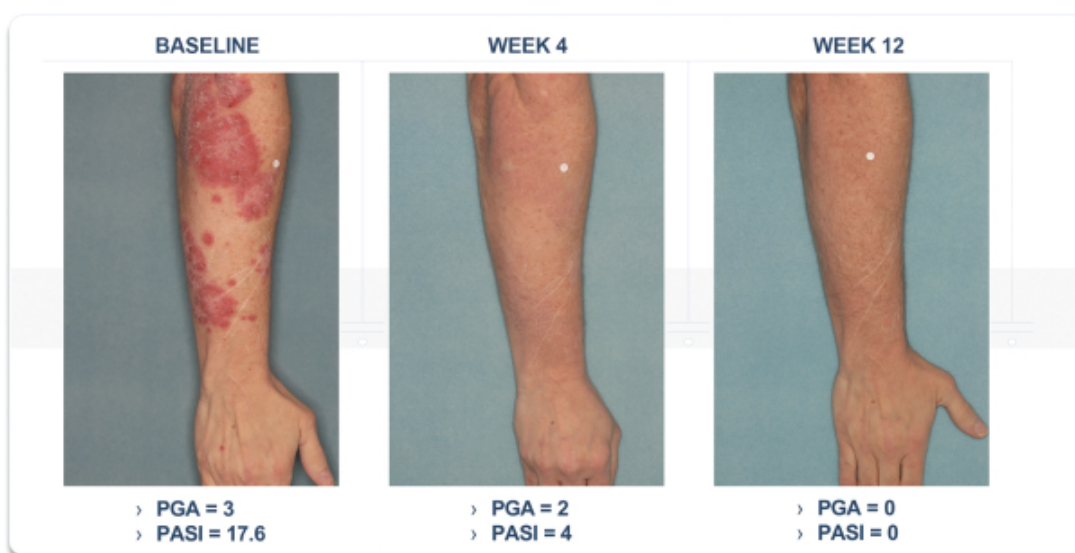 BASELINE
WEEK 4
WEEK 12
› PGA = 3
› PASI = 17.6
› PGA = 2
› PASI = 4
› PGA = 0
› PASI = 0